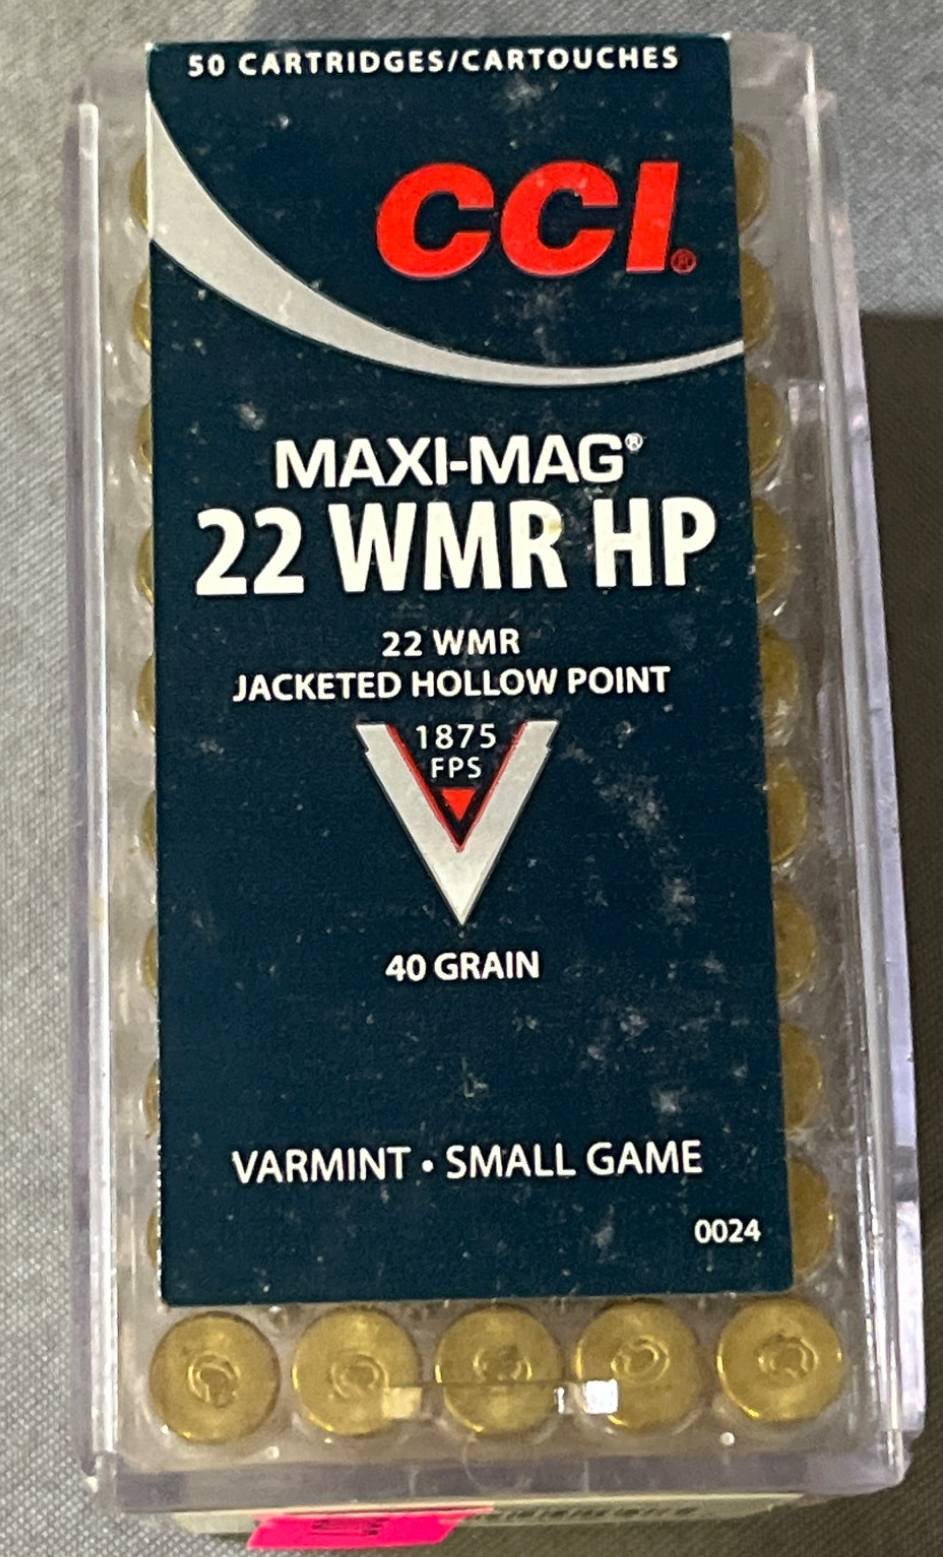 50 CARTRIDGES/CARTOUCHES
CCI®
MAXI-MAG®
22 WMR HP
22 WMR
JACKETED HOLLOW POINT
1875
FPS
40 GRAIN
VARMINT • SMALL GAME
0024